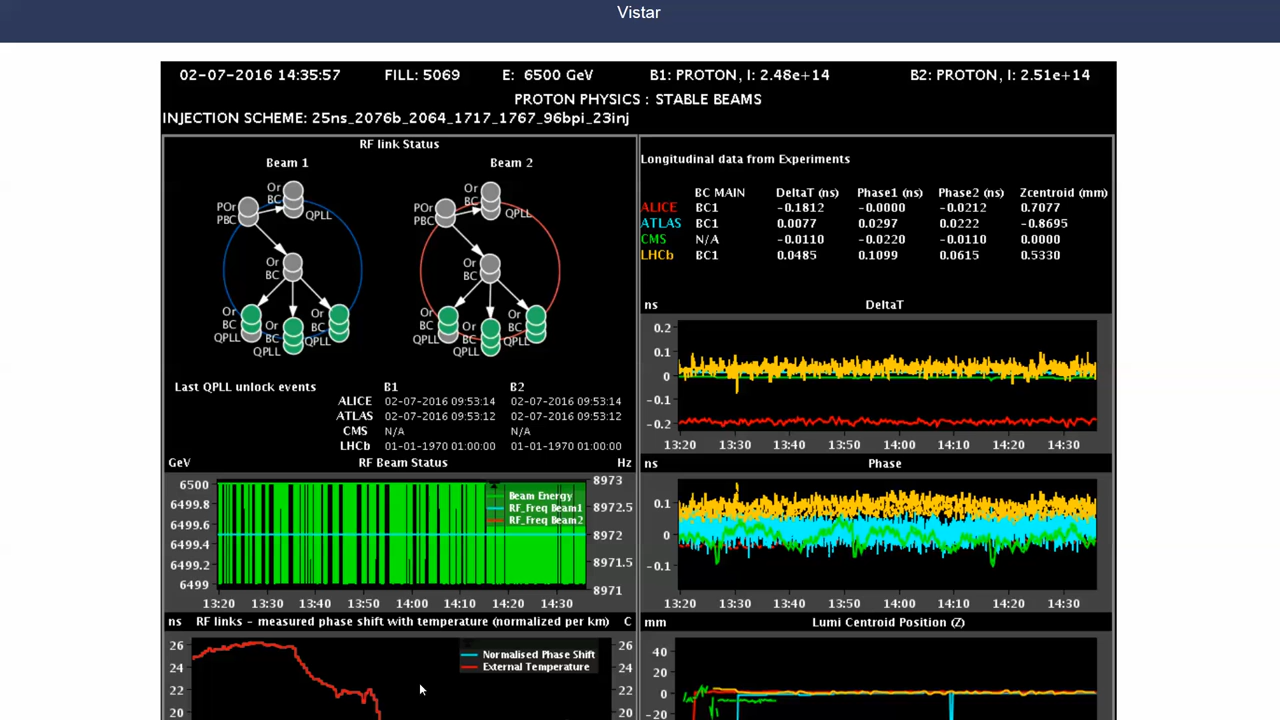 Vistar
02-07-2016 14:35:57 FILL: 5069 E: 6500 GeV B1: PROTON, I: 2.48e+14 B2: PROTON, I: 2.51e+14
PROTON PHYSICS : STABLE BEAMS
INJECTION SCHEME: 25ns_2076b_2064_1717_1767_96bpi_23inj
RF link Status
Beam 1 Beam 2
Or
BC
QPLL
POr
PBC
Or
BC
Or
BC
QPLL
Or
QPLL
Or
BC
QPLL
Or
BC
QPLL
POr
PBC
Or
BC
Or
BC
QPLL
Or
QPLL
Or
BC
QPLL
Last QPLL unlock events B1 B2
ALICE 02-07-2016 09:53:14 02-07-2016 09:53:14
ATLAS 02-07-2016 09:53:12 02-07-2016 09:53:12
CMS N/A N/A
LHCb 01-01-1970 01:00:00 01-01-1970 01:00:00
GeV RF Beam Status Hz
6500
6499.8
6499.6
6499.4
6499.2
6499
Beam Energy
RF_Freq Beam1
RF_Freq Beam2
8973
8972.5
8972
8971.5
8971
13:20 13:30 13:40 13:50 14:00 14:10 14:20 14:30
ns RF links - measured phase shift with temperature (normalized per km) C
26
24
22
20
Normalised Phase Shift
External Temperature
26
24
22
20
Longitudinal data from Experiments
BC MAIN DeltaT (ns) Phase1 (ns) Phase2 (ns) Zcentroid (mm)
ALICE BC1 -0.1812 -0.0000 -0.0212 0.7077
ATLAS BC1 0.0077 0.0297 0.0222 -0.8695
CMS N/A -0.0110 -0.0220 -0.0110 0.0000
LHCb BC1 0.0485 0.1099 0.0615 0.5330
ns DeltaT
0.2
0.1
0
-0.1
-0.2
13:20 13:30 13:40 13:50 14:00 14:10 14:20 14:30
ns Phase
0.1
0
-0.1
13:20 13:30 13:40 13:50 14:00 14:10 14:20 14:30
mm Lumi Centroid Position (Z)
40
20
0
-20